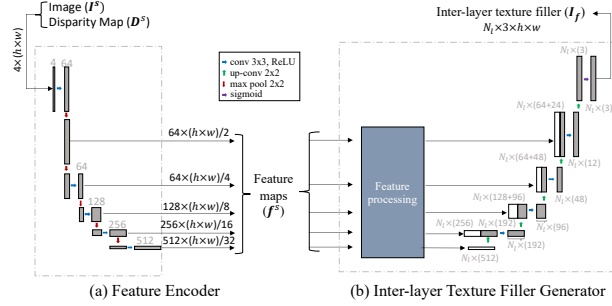 Image (Iˢ)
Disparity Map (Dˢ)
4×(h×w)
4
64
64
128
256
512
64×(h×w)/2
64×(h×w)/4
128×(h×w)/8
256×(h×w)/16
512×(h×w)/32
conv 3x3, ReLU
up-conv 2x2
max pool 2x2
sigmoid
Feature
maps
(fˢ)
Feature
processing
Inter-layer texture filler (I_f)
N_l×3×h×w
N_l×(3)
N_l×(3)
N_l×(64+24)
N_l×(12)
N_l×(64+48)
N_l×(48)
N_l×(128+96)
N_l×(96)
N_l×(256)
N_l×(192)
N_l×(192)
N_l×(512)
(a) Feature Encoder
(b) Inter-layer Texture Filler Generator